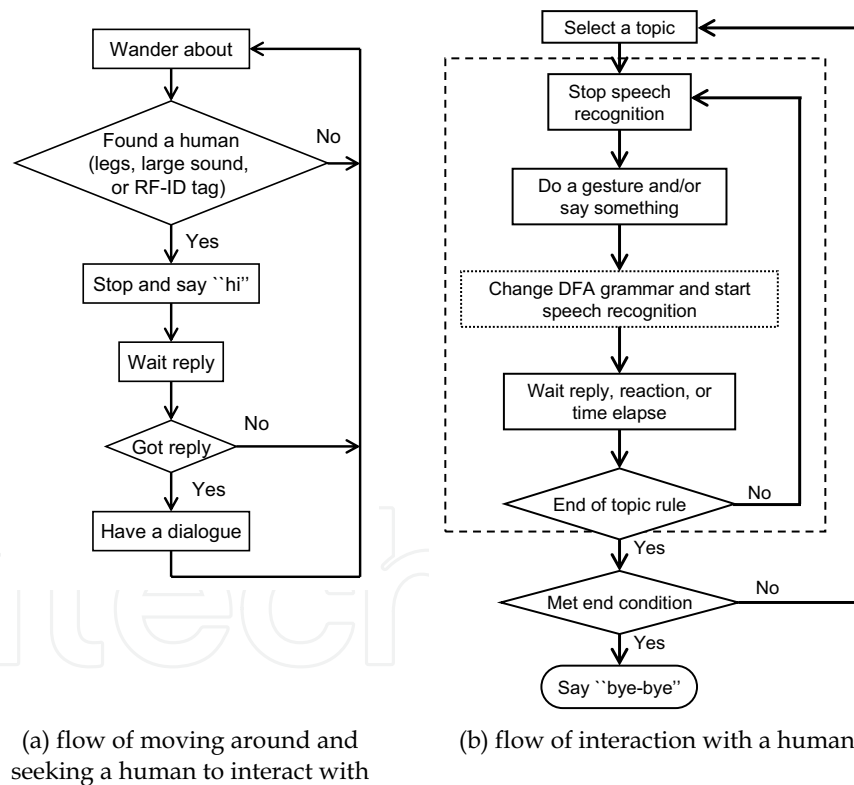 Wander about
Found a human
(legs, large sound,
or RF-ID tag)
No
Yes
Stop and say ``hi''
Wait reply
Got reply
No
Yes
Have a dialogue
(a) flow of moving around and
seeking a human to interact with
Select a topic
Stop speech
recognition
Do a gesture and/or
say something
Change DFA grammar and start
speech recognition
Wait reply, reaction, or
time elapse
End of topic rule
No
Yes
Met end condition
No
Yes
Say ``bye-bye''
(b) flow of interaction with a human